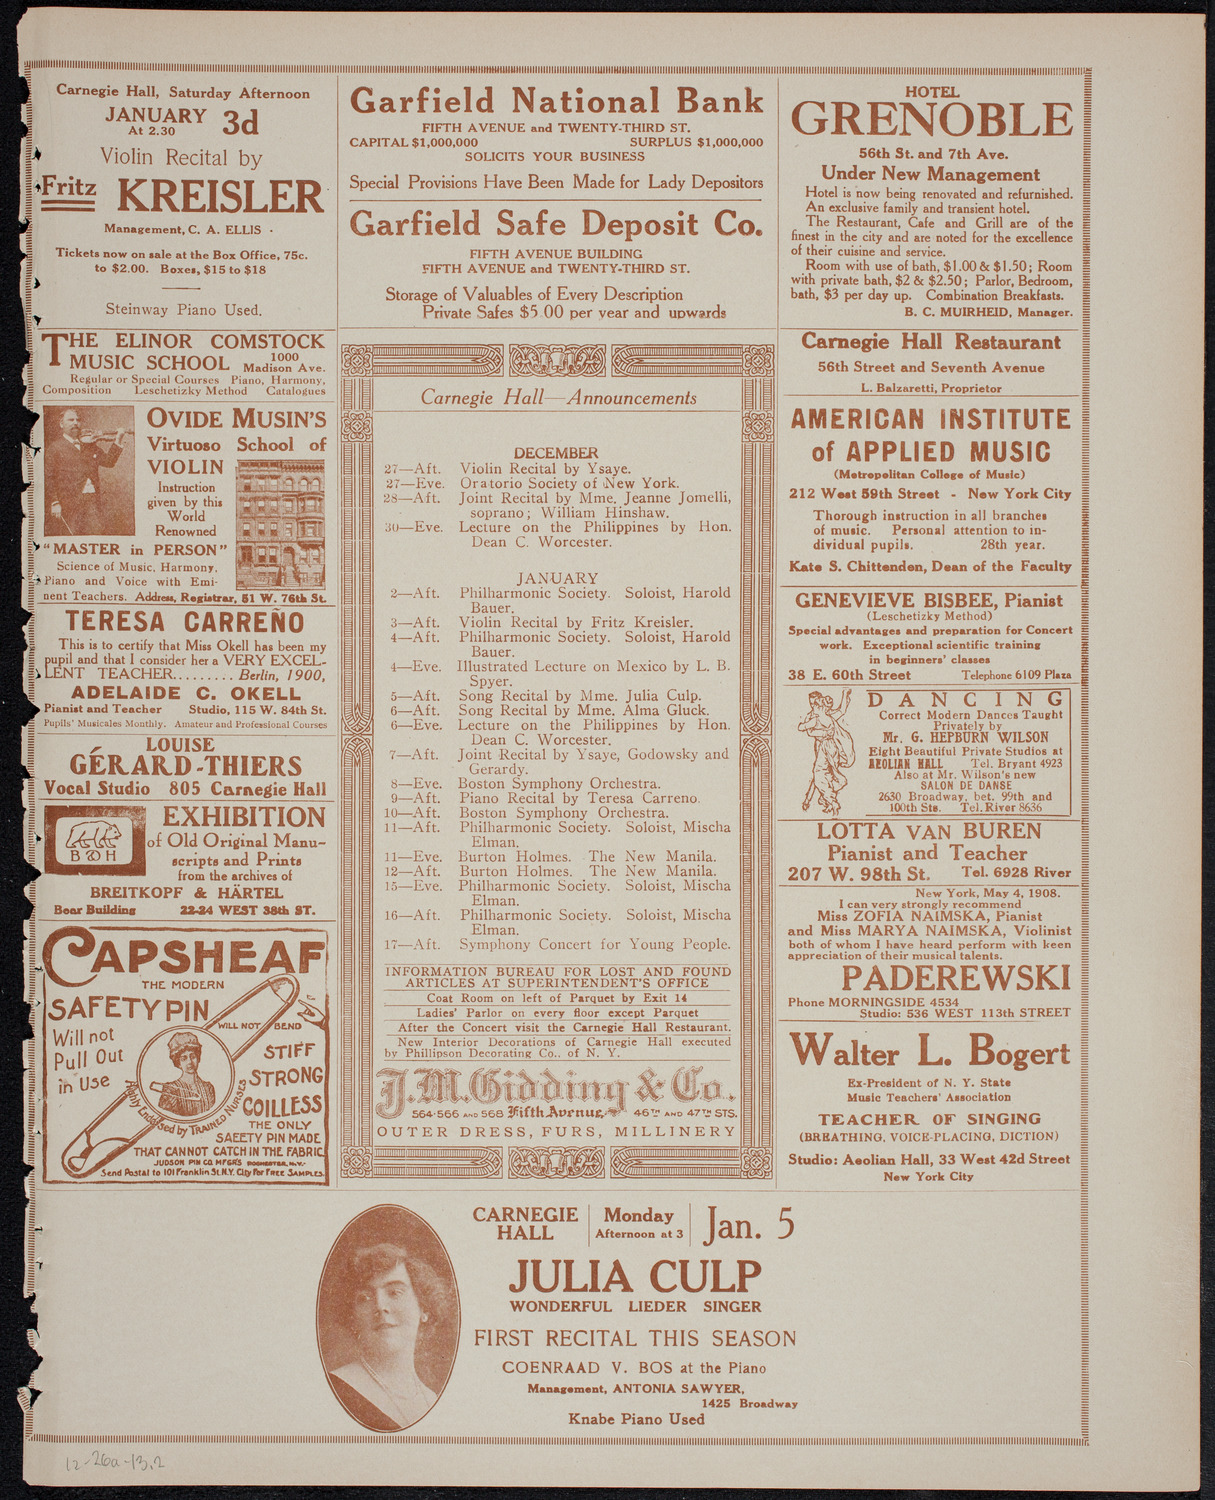 Carnegie Hall, Saturday Afternoon
JANUARY 3d
At 2.30
Violin Recital by
Fritz KREISLER
Management, C. A. ELLIS
Tickets now on sale at the Box Office, 75c.
to $2.00. Boxes, $15 to $18
Steinway Piano Used.
THE ELINOR COMSTOCK
MUSIC SCHOOL 1000 Madison Ave.
Regular or Special Courses Piano, Harmony,
Composition Leschetizky Method Catalogues
OVIDE MUSIN'S
Virtuoso School of
VIOLIN
Instruction
given by this
World
Renowned
"MASTER in PERSON"
Science of Music, Harmony,
Piano and Voice with Emi-
nent Teachers. Address, Registrar, 51 W. 76th St.
TERESA CARREÑO
This is to certify that Miss Okell has been my
pupil and that I consider her a VERY EXCEL-
LENT TEACHER......... Berlin, 1900,
ADELAIDE C. OKELL
Pianist and Teacher Studio, 115 W. 84th St.
Pupils' Musicales Monthly. Amateur and Professional Courses
LOUISE
GÉRARD-THIERS
Vocal Studio 805 Carnegie Hall
B & H
EXHIBITION
of Old Original Manu-
scripts and Prints
from the archives of
BREITKOPF & HÄRTEL
Bear Building 22-24 WEST 38th ST.
CAPSHEAF
THE MODERN
SAFETY PIN
WILL NOT BEND
Will not
Pull Out
in Use
STIFF
STRONG
COILLESS
Highly Endorsed by TRAINED NURSES
THE ONLY
SAFETY PIN MADE
THAT CANNOT CATCH IN THE FABRIC
JUDSON PIN CO. MFGRS ROCHESTER, N.Y.
Send Postal to 101 Franklin St. N.Y. City For FREE SAMPLES.
Garfield National Bank
FIFTH AVENUE and TWENTY-THIRD ST.
CAPITAL $1,000,000 SURPLUS $1,000,000
SOLICITS YOUR BUSINESS
Special Provisions Have Been Made for Lady Depositors
Garfield Safe Deposit Co.
FIFTH AVENUE BUILDING
FIFTH AVENUE and TWENTY-THIRD ST.
Storage of Valuables of Every Description
Private Safes $5.00 per year and upwards
Carnegie Hall—Announcements
DECEMBER
27—Aft. Violin Recital by Ysaye.
27—Eve. Oratorio Society of New York.
28—Aft. Joint Recital by Mme. Jeanne Jomelli,
soprano; William Hinshaw.
30—Eve. Lecture on the Philippines by Hon.
Dean C. Worcester.
JANUARY
2—Aft. Philharmonic Society. Soloist, Harold
Bauer.
3—Aft. Violin Recital by Fritz Kreisler.
4—Aft. Philharmonic Society. Soloist, Harold
Bauer.
4—Eve. Illustrated Lecture on Mexico by L. B.
Spyer.
5—Aft. Song Recital by Mme. Julia Culp.
6—Aft. Song Recital by Mme. Alma Gluck.
6—Eve. Lecture on the Philippines by Hon.
Dean C. Worcester.
7—Aft. Joint Recital by Ysaye, Godowsky and
Gerardy.
8—Eve. Boston Symphony Orchestra.
9—Aft. Piano Recital by Teresa Carreno.
10—Aft. Boston Symphony Orchestra.
11—Aft. Philharmonic Society. Soloist, Mischa
Elman.
11—Eve. Burton Holmes. The New Manila.
12—Aft. Burton Holmes. The New Manila.
15—Eve. Philharmonic Society. Soloist, Mischa
Elman.
16—Aft. Philharmonic Society. Soloist, Mischa
Elman.
17—Aft. Symphony Concert for Young People.
INFORMATION BUREAU FOR LOST AND FOUND
ARTICLES AT SUPERINTENDENT'S OFFICE
Coat Room on left of Parquet by Exit 14
Ladies' Parlor on every floor except Parquet
After the Concert visit the Carnegie Hall Restaurant.
New Interior Decorations of Carnegie Hall executed
by Phillipson Decorating Co., of N. Y.
J. M. Gidding & Co.
564-566 AND 568 Fifth Avenue, 46TH AND 47TH STS.
OUTER DRESS, FURS, MILLINERY
HOTEL
GRENOBLE
56th St. and 7th Ave.
Under New Management
Hotel is now being renovated and refurnished.
An exclusive family and transient hotel.
The Restaurant, Cafe and Grill are of the
finest in the city and are noted for the excellence
of their cuisine and service.
Room with use of bath, $1.00 & $1.50; Room
with private bath, $2 & $2.50; Parlor, Bedroom,
bath, $3 per day up. Combination Breakfasts.
B. C. MUIRHEID, Manager.
Carnegie Hall Restaurant
56th Street and Seventh Avenue
L. Balzaretti, Proprietor
AMERICAN INSTITUTE
of APPLIED MUSIC
(Metropolitan College of Music)
212 West 59th Street - New York City
Thorough instruction in all branches
of music. Personal attention to in-
dividual pupils. 28th year.
Kate S. Chittenden, Dean of the Faculty
GENEVIEVE BISBEE, Pianist
(Leschetizky Method)
Special advantages and preparation for Concert
work. Exceptional scientific training
in beginners' classes
38 E. 60th Street Telephone 6109 Plaza
DANCING
Correct Modern Dances Taught
Privately by
Mr. G. HEPBURN WILSON
Eight Beautiful Private Studios at
AEOLIAN HALL Tel. Bryant 4923
Also at Mr. Wilson's new
SALON DE DANSE
2630 Broadway, bet. 99th and
100th Sts. Tel. River 8636
LOTTA VAN BUREN
Pianist and Teacher
207 W. 98th St. Tel. 6928 River
New York, May 4, 1908.
I can very strongly recommend
Miss ZOFIA NAIMSKA, Pianist
and Miss MARYA NAIMSKA, Violinist
both of whom I have heard perform with keen
appreciation of their musical talents.
PADEREWSKI
Phone MORNINGSIDE 4534
Studio: 536 WEST 113th STREET
Walter L. Bogert
Ex-President of N. Y. State
Music Teachers' Association
TEACHER OF SINGING
(BREATHING, VOICE-PLACING, DICTION)
Studio: Aeolian Hall, 33 West 42d Street
New York City
CARNEGIE HALL Monday Afternoon at 3 Jan. 5
JULIA CULP
WONDERFUL LIEDER SINGER
FIRST RECITAL THIS SEASON
COENRAAD V. BOS at the Piano
Management, ANTONIA SAWYER,
1425 Broadway
Knabe Piano Used
12-26a-13.2